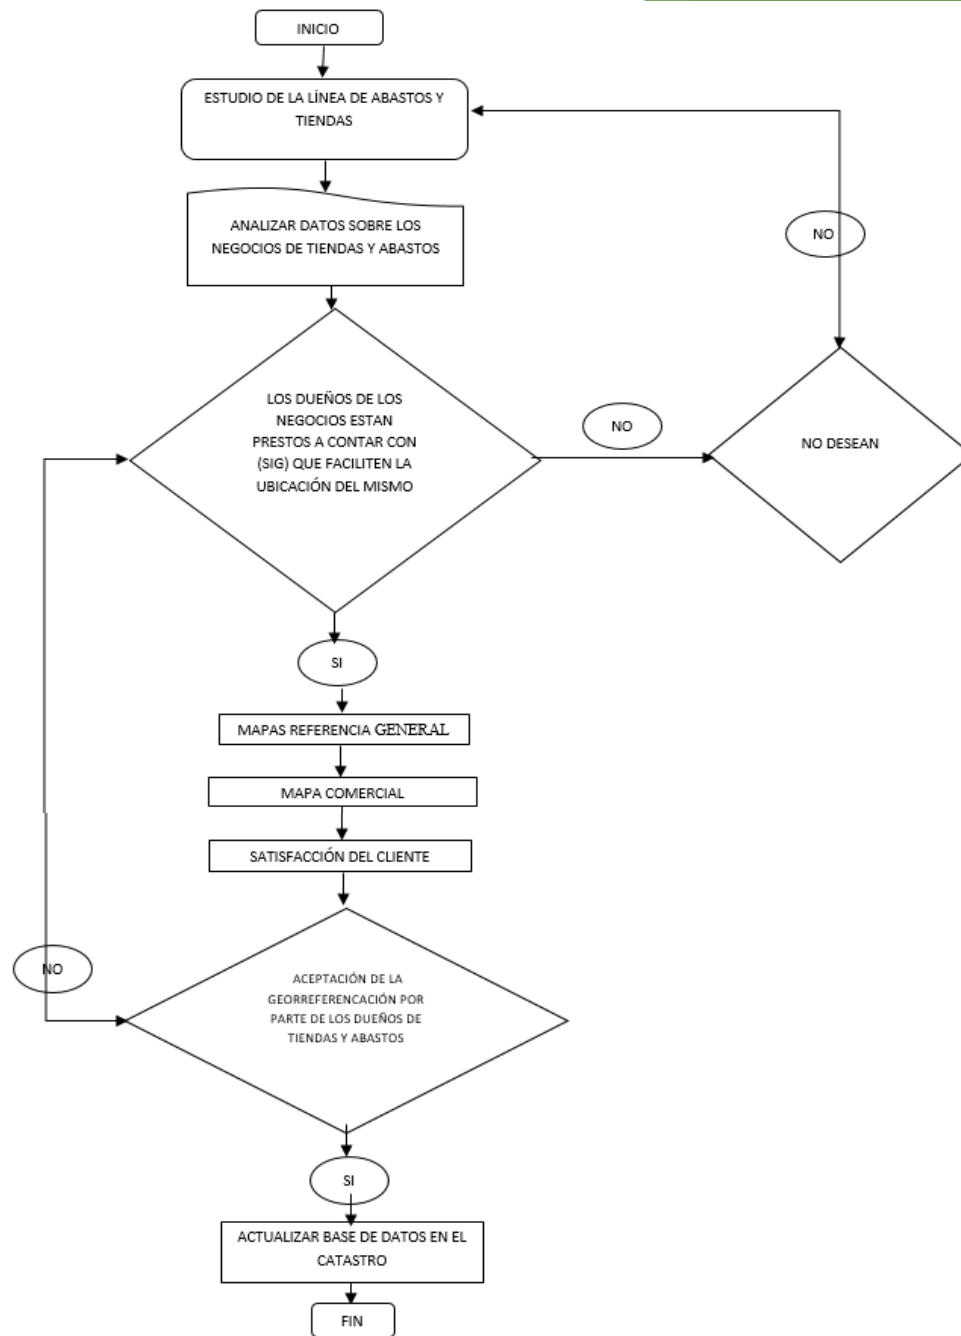 INICIO
ESTUDIO DE LA LÍNEA DE ABASTOS Y
TIENDAS
ANALIZAR DATOS SOBRE LOS
NEGOCIOS DE TIENDAS Y ABASTOS
NO
LOS DUEÑOS DE LOS
NEGOCIOS ESTAN
PRESTOS A CONTAR CON
(SIG) QUE FACILITEN LA
UBICACIÓN DEL MISMO
NO
NO DESEAN
SI
MAPAS REFERENCIA GENERAL
MAPA COMERCIAL
SATISFACCIÓN DEL CLIENTE
NO
ACEPTACIÓN DE LA
GEORREFERENCACIÓN POR
PARTE DE LOS DUEÑOS DE
TIENDAS Y ABASTOS
SI
ACTUALIZAR BASE DE DATOS EN EL
CATASTRO
FIN